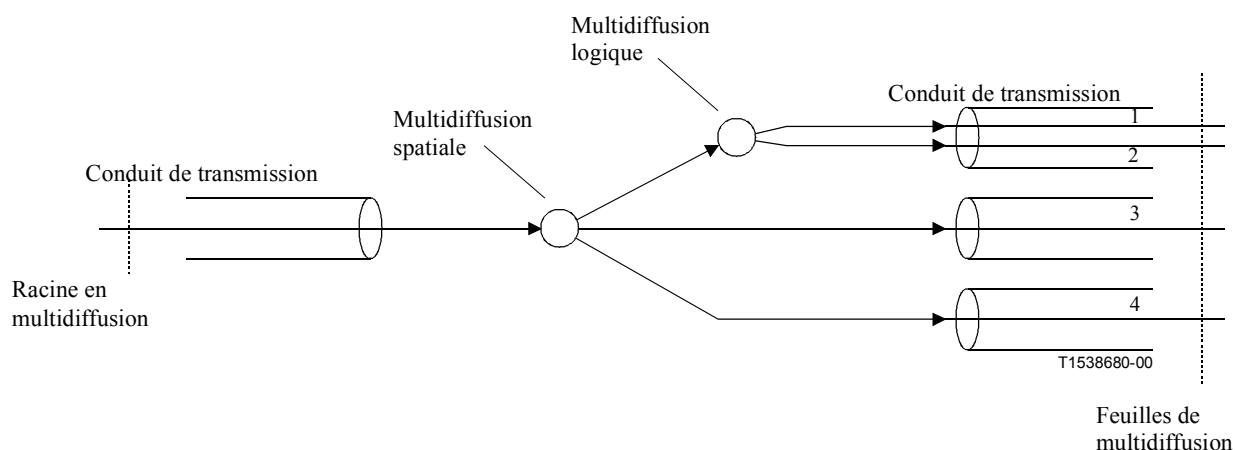 Multidiffusion
logique
Conduit de transmission
1
Multidiffusion
spatiale
2
Conduit de transmission
3
Racine en
multidiffusion
4
T1538680-00
Feuilles de
multidiffusion